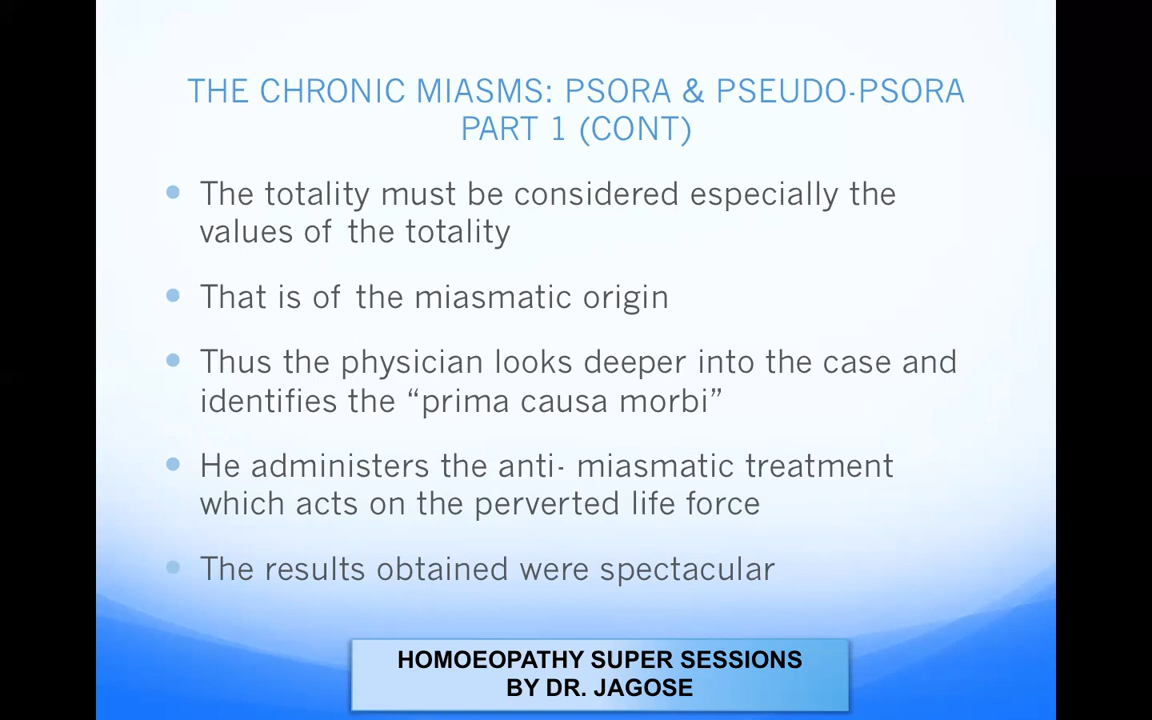 THE CHRONIC MIASMS: PSORA & PSEUDO-PSORA
PART 1 (CONT)
• The totality must be considered especially the
values of the totality
• That is of the miasmatic origin
• Thus the physician looks deeper into the case and
identifies the “prima causa morbi”
• He administers the anti- miasmatic treatment
which acts on the perverted life force
• The results obtained were spectacular
HOMOEOPATHY SUPER SESSIONS
BY DR. JAGOSE